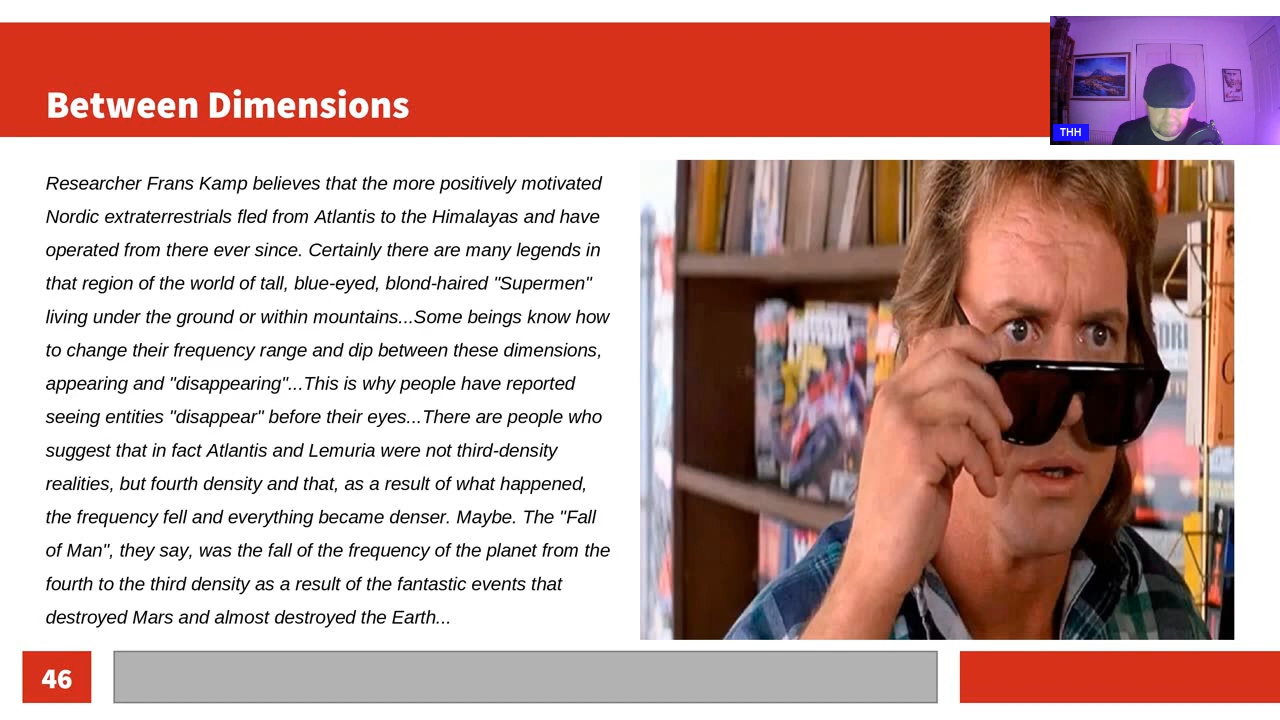 Between Dimensions
THH
Researcher Frans Kamp believes that the more positively motivated
Nordic extraterrestrials fled from Atlantis to the Himalayas and have
operated from there ever since. Certainly there are many legends in
that region of the world of tall, blue-eyed, blond-haired "Supermen"
living under the ground or within mountains...Some beings know how
to change their frequency range and dip between these dimensions,
appearing and "disappearing"...This is why people have reported
seeing entities "disappear" before their eyes...There are people who
suggest that in fact Atlantis and Lemuria were not third-density
realities, but fourth density and that, as a result of what happened,
the frequency fell and everything became denser. Maybe. The "Fall
of Man", they say, was the fall of the frequency of the planet from the
fourth to the third density as a result of the fantastic events that
destroyed Mars and almost destroyed the Earth...
46